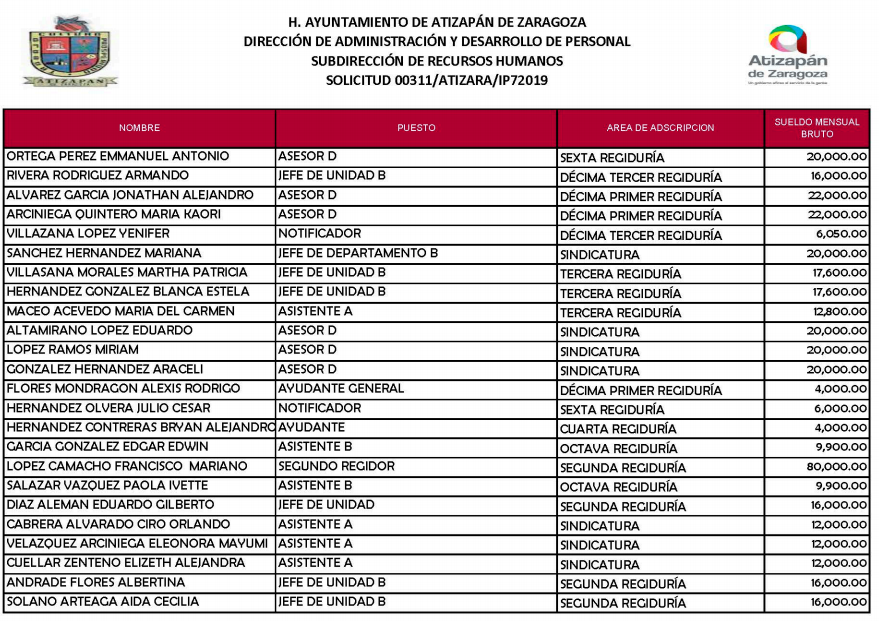 H. AYUNTAMIENTO DE ATIZAPÁN DE ZARAGOZA
DIRECCIÓN DE ADMINISTRACIÓN Y DESARROLLO DE PERSONAL
SUBDIRECCIÓN DE RECURSOS HUMANOS
SOLICITUD 00311/ATIZARA/IP72019
ATIZAPÁN
Atizapán
de Zaragoza
NOMBRE PUESTO AREA DE ADSCRIPCION SUELDO MENSUAL BRUTO
ORTEGA PEREZ EMMANUEL ANTONIO ASESOR D SEXTA REGIDURÍA 20,000.00
RIVERA RODRIGUEZ ARMANDO JEFE DE UNIDAD B DÉCIMA TERCER REGIDURÍA 16,000.00
ALVAREZ GARCIA JONATHAN ALEJANDRO ASESOR D DÉCIMA PRIMER REGIDURÍA 22,000.00
ARCINIEGA QUINTERO MARIA KAORI ASESOR D DÉCIMA PRIMER REGIDURÍA 22,000.00
VILLAZANA LOPEZ YENIFER NOTIFICADOR DÉCIMA TERCER REGIDURÍA 6,050.00
SANCHEZ HERNANDEZ MARIANA JEFE DE DEPARTAMENTO B SINDICATURA 20,000.00
VILLASANA MORALES MARTHA PATRICIA JEFE DE UNIDAD B TERCERA REGIDURÍA 17,600.00
HERNANDEZ GONZALEZ BLANCA ESTELA JEFE DE UNIDAD B TERCERA REGIDURÍA 17,600.00
MACEO ACEVEDO MARIA DEL CARMEN ASISTENTE A TERCERA REGIDURÍA 12,800.00
ALTAMIRANO LOPEZ EDUARDO ASESOR D SINDICATURA 20,000.00
LOPEZ RAMOS MIRIAM ASESOR D SINDICATURA 20,000.00
GONZALEZ HERNANDEZ ARACELI ASESOR D SINDICATURA 20,000.00
FLORES MONDRAGON ALEXIS RODRIGO AYUDANTE GENERAL DÉCIMA PRIMER REGIDURÍA 4,000.00
HERNANDEZ OLVERA JULIO CESAR NOTIFICADOR SEXTA REGIDURÍA 6,000.00
HERNANDEZ CONTRERAS BRYAN ALEJANDRO AYUDANTE CUARTA REGIDURÍA 4,000.00
GARCIA GONZALEZ EDGAR EDWIN ASISTENTE B OCTAVA REGIDURÍA 9,900.00
LOPEZ CAMACHO FRANCISCO MARIANO SEGUNDO REGIDOR SEGUNDA REGIDURÍA 80,000.00
SALAZAR VAZQUEZ PAOLA IVETTE ASISTENTE B OCTAVA REGIDURÍA 9,900.00
DIAZ ALEMAN EDUARDO GILBERTO JEFE DE UNIDAD SEGUNDA REGIDURÍA 16,000.00
CABRERA ALVARADO CIRO ORLANDO ASISTENTE A SINDICATURA 12,000.00
VELAZQUEZ ARCINIEGA ELEONORA MAYUMI ASISTENTE A SINDICATURA 12,000.00
CUELLAR ZENTENO ELIZETH ALEJANDRA ASISTENTE A SINDICATURA 12,000.00
ANDRADE FLORES ALBERTINA JEFE DE UNIDAD B SEGUNDA REGIDURÍA 16,000.00
SOLANO ARTEAGA AIDA CECILIA JEFE DE UNIDAD B SEGUNDA REGIDURÍA 16,000.00